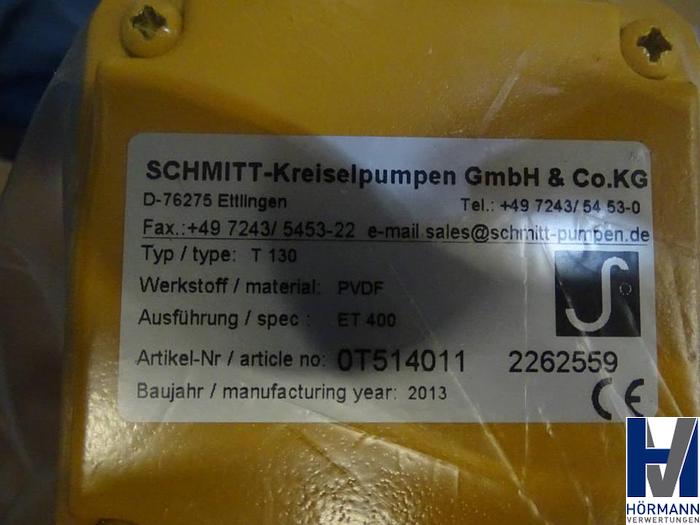 SCHMITT-Kreiselpumpen GmbH & Co.KG
D-76275 Ettlingen Tel.: +49 7243/ 54 53-0
Fax.:+49 7243/ 5453-22 e-mail sales@schmitt-pumpen.de
Typ / type: T 130
Werkstoff / material: PVDF
Ausführung / spec : ET 400
Artikel-Nr / article no: 0T514011 2262559
Baujahr / manufacturing year: 2013
CE
HÖRMANN
VERWERTUNGEN